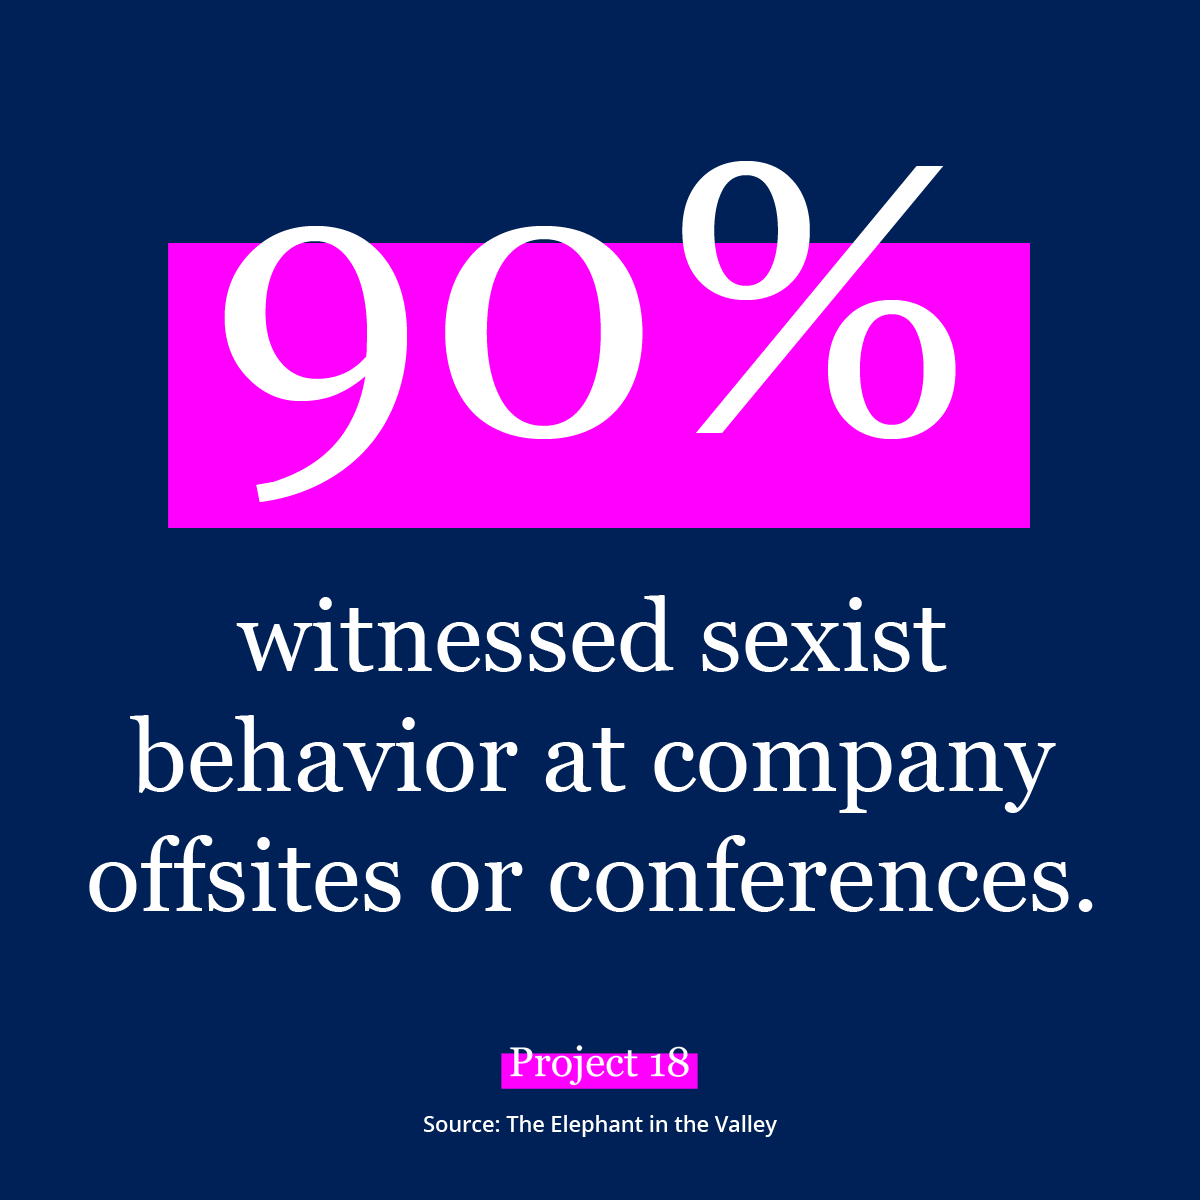 90%
witnessed sexist
behavior at company
offsites or conferences.
Project 18
Source: The Elephant in the Valley